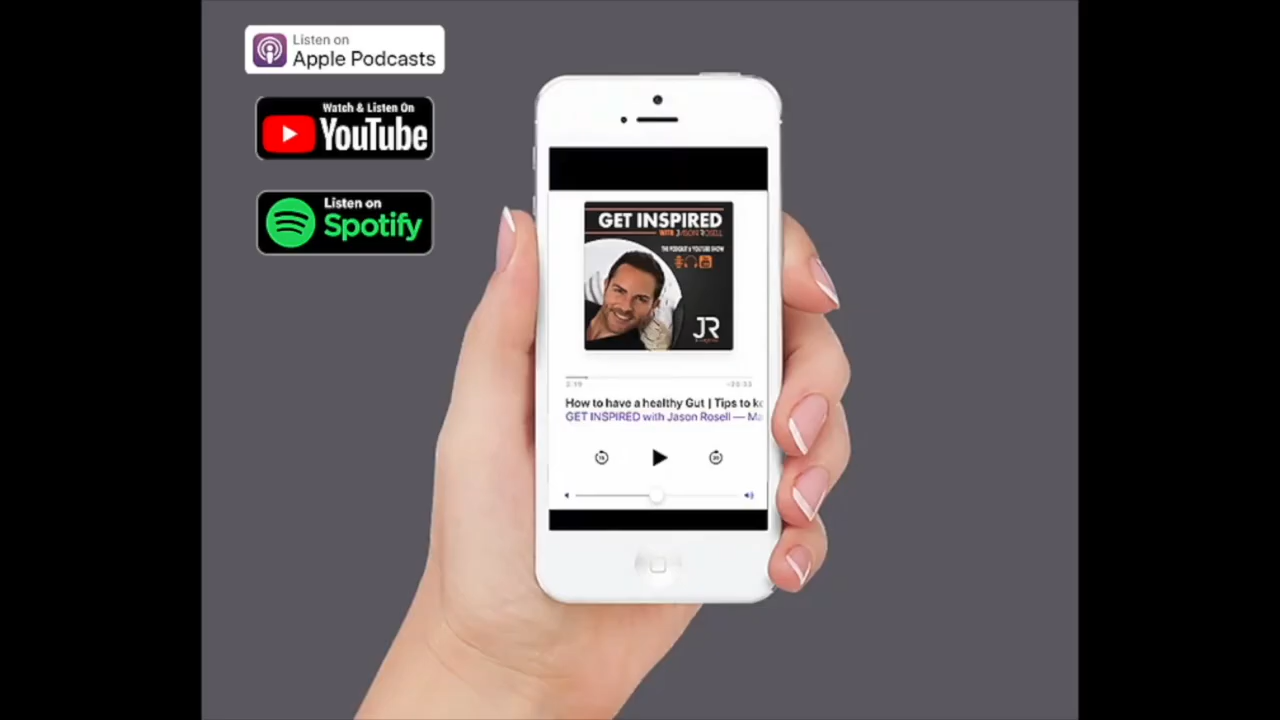 Listen on
Apple Podcasts
Watch & Listen On
YouTube
Listen on
Spotify
GET INSPIRED
WITH JASON ROSELL
THE PODCAST & YOUTUBE SHOW
JR
How to have a healthy Gut | Tips to ke
GET INSPIRED with Jason Rosell — Ma